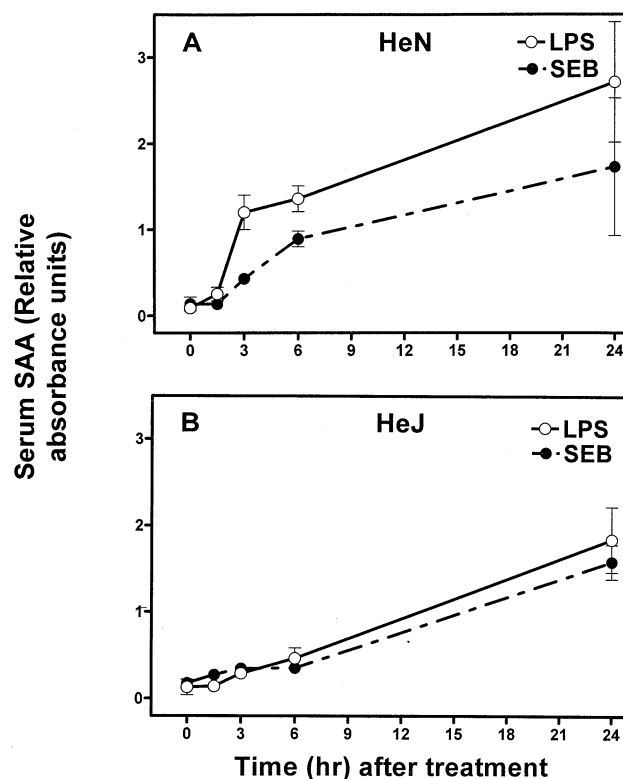 A
HeN
LPS
SEB
3
2
1
0
0 3 6 9 12 15 18 21 24
Serum SAA (Relative
absorbance units)
B
HeJ
LPS
SEB
3
2
1
0
0 3 6 9 12 15 18 21 24
Time (hr) after treatment